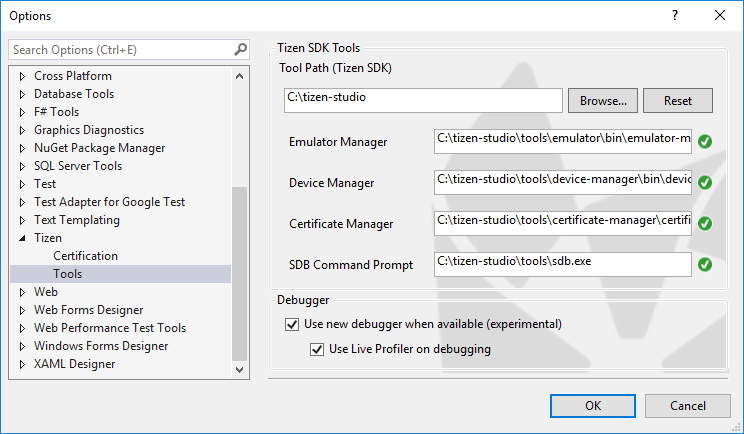 Options
Search Options (Ctrl+E)
Cross Platform
Database Tools
F# Tools
Graphics Diagnostics
NuGet Package Manager
SQL Server Tools
Test
Test Adapter for Google Test
Text Templating
Tizen
Certification
Tools
Web
Web Forms Designer
Web Performance Test Tools
Windows Forms Designer
XAML Designer
Tizen SDK Tools
Tool Path (Tizen SDK)
C:\tizen-studio
Browse...
Reset
Emulator Manager
C:\tizen-studio\tools\emulator\bin\emulator-m
Device Manager
C:\tizen-studio\tools\device-manager\bin\devic
Certificate Manager
C:\tizen-studio\tools\certificate-manager\certifi
SDB Command Prompt
C:\tizen-studio\tools\sdb.exe
Debugger
Use new debugger when available (experimental)
Use Live Profiler on debugging
OK
Cancel